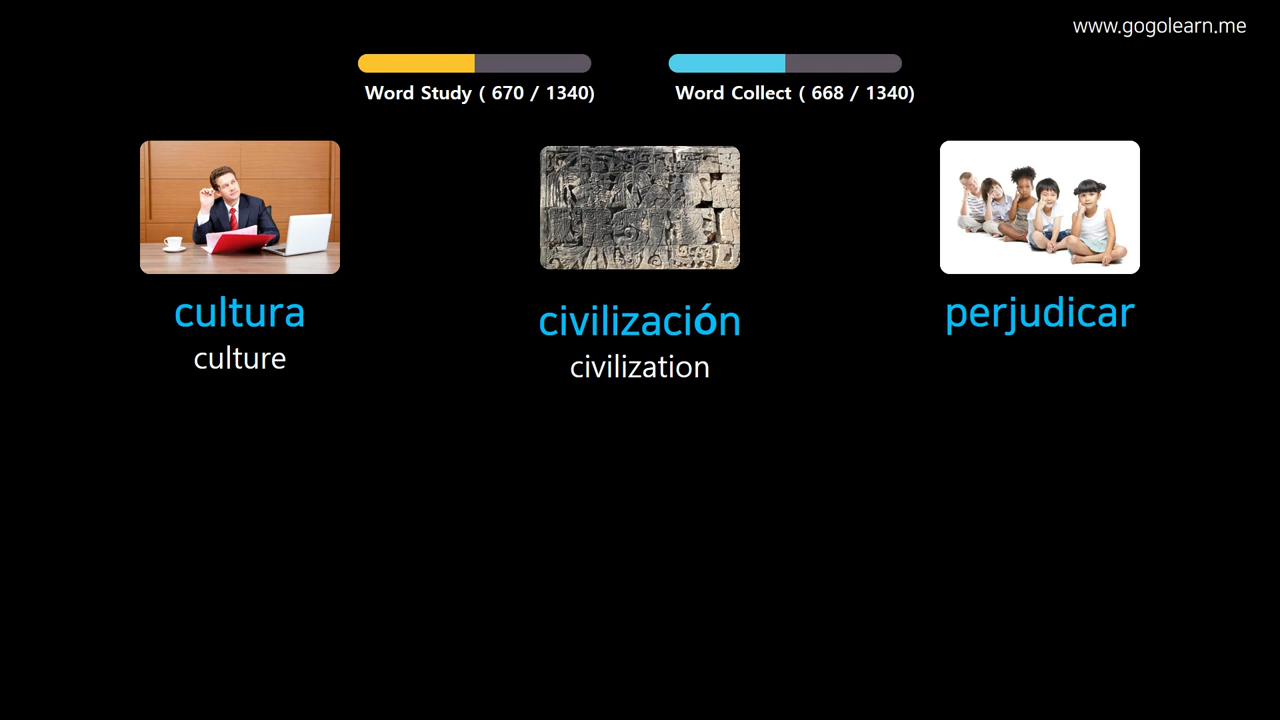 www.gogolearn.me
Word Study ( 670 / 1340)
Word Collect ( 668 / 1340)
cultura
culture
civilización
civilization
perjudicar